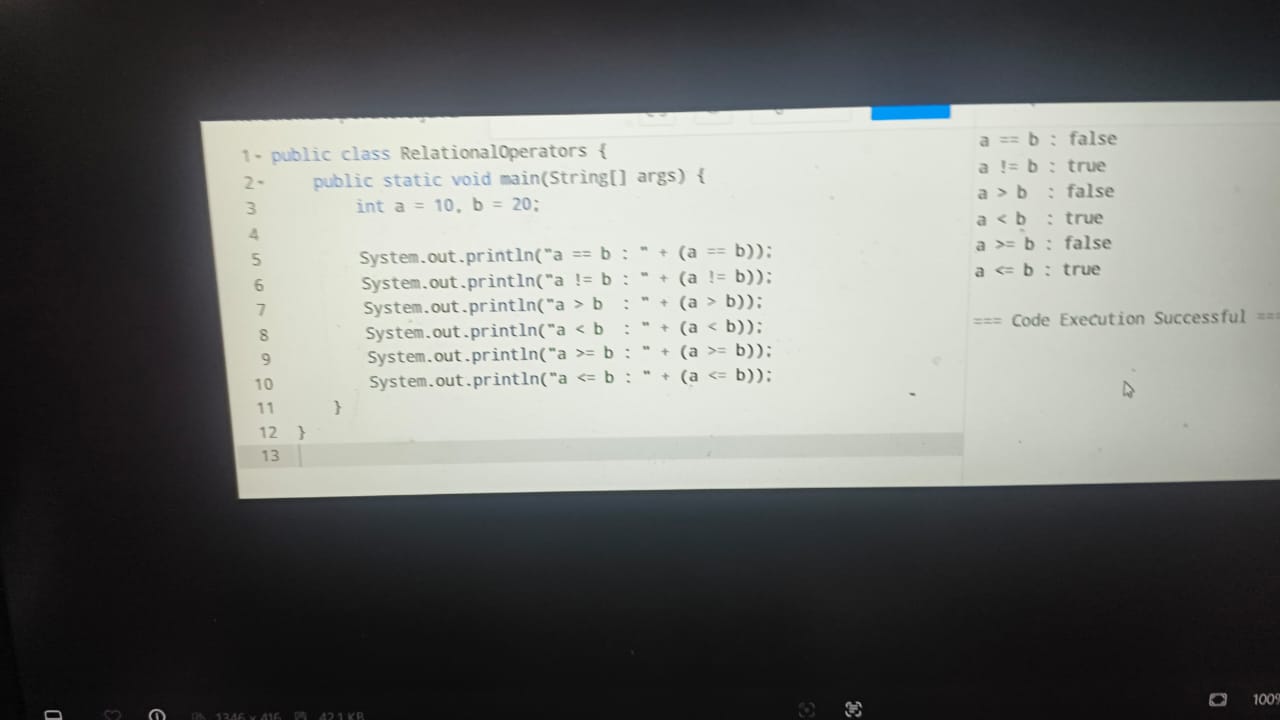 1 public class RelationalOperators {
2     public static void main(String[] args) {
3         int a = 10, b = 20;
4
5         System.out.println("a == b : " + (a == b));
6         System.out.println("a != b : " + (a != b));
7         System.out.println("a > b  : " + (a > b));
8         System.out.println("a < b  : " + (a < b));
9         System.out.println("a >= b : " + (a >= b));
10         System.out.println("a <= b : " + (a <= b));
11     }
12 }
13
a == b : false
a != b : true
a > b  : false
a < b  : true
a >= b : false
a <= b : true
=== Code Execution Successful ===
1346 x 416 42.1 KB
100%